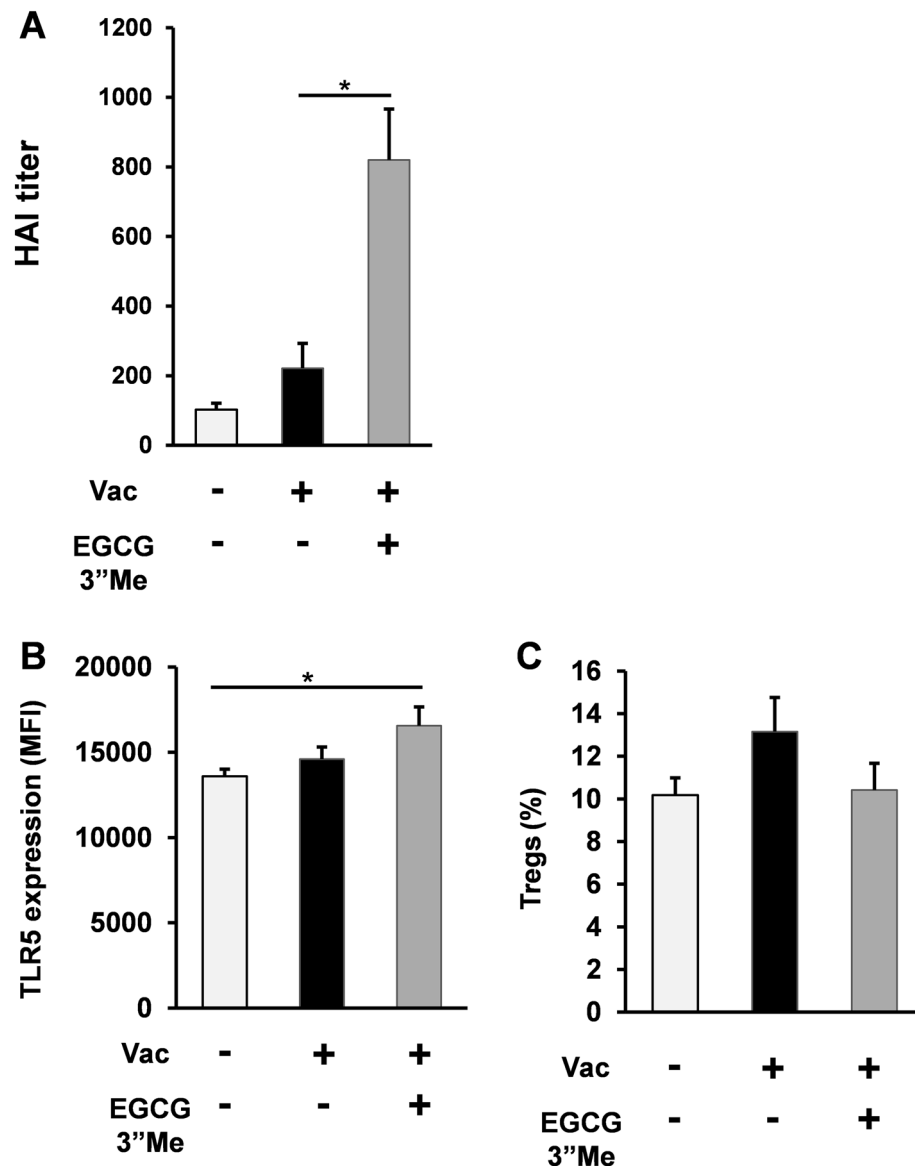 A
1200
1000
800
600
400
200
0
HAI titer
*
Vac - + +
EGCG - - +
3”Me
B
20000
15000
10000
5000
0
TLR5 expression (MFI)
*
Vac - + +
EGCG - - +
3”Me
C
16
14
12
10
8
6
4
2
0
Tregs (%)
Vac - + +
EGCG - - +
3”Me